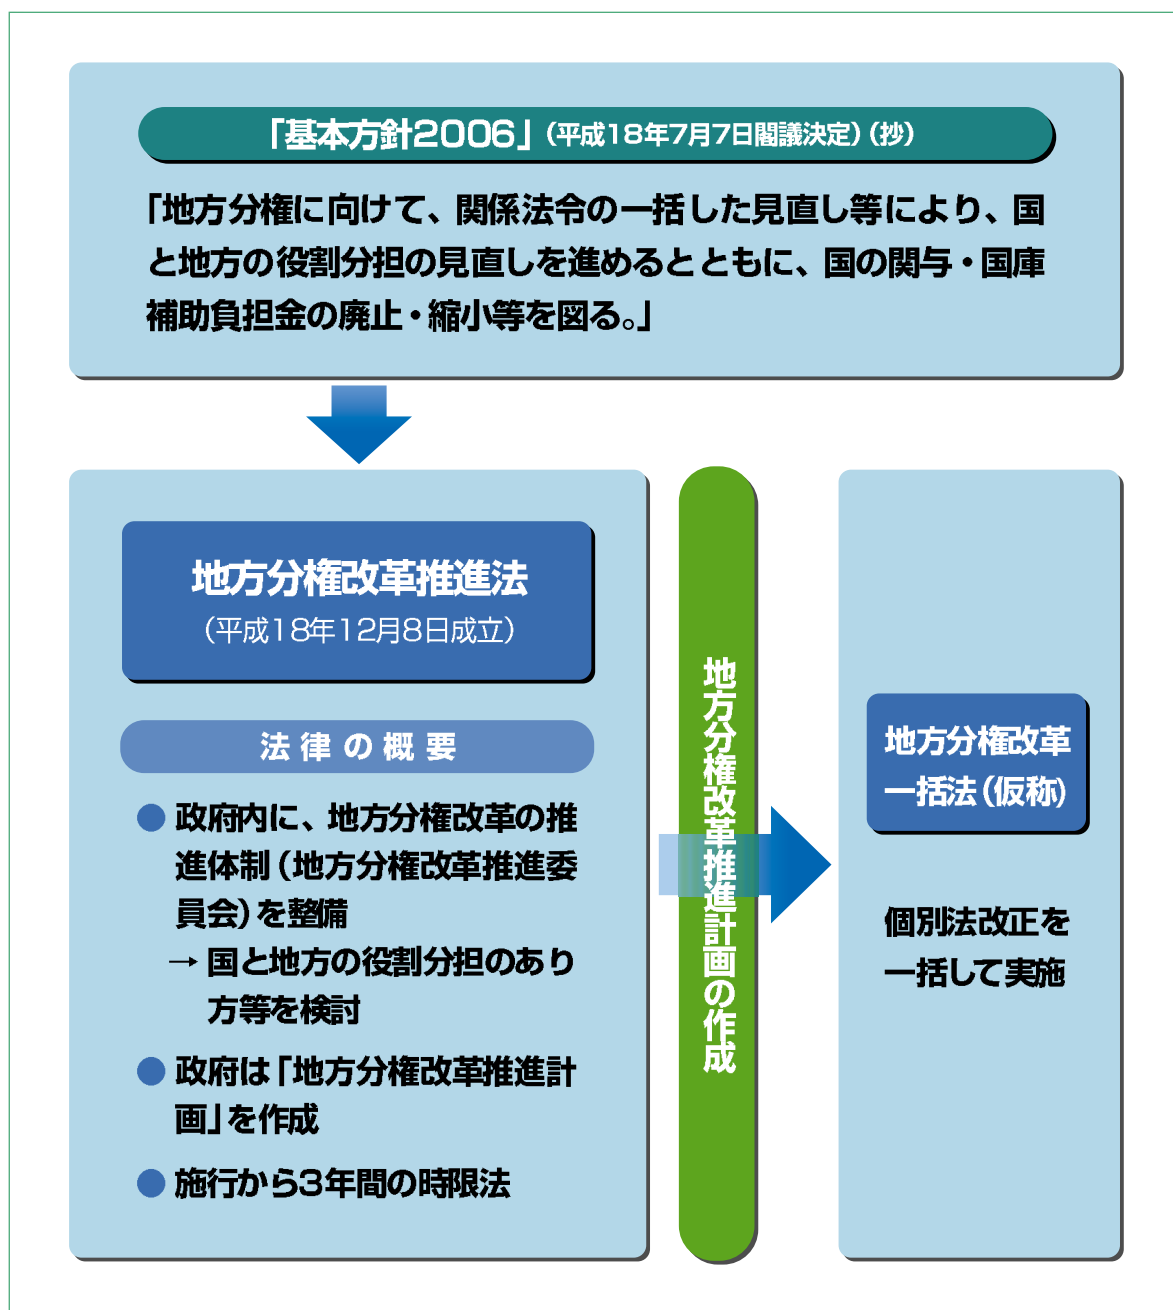 「基本方針2006」(平成18年7月7日閣議決定)(抄)
「地方分権に向けて、関係法令の一括した見直し等により、国
と地方の役割分担の見直しを進めるとともに、国の関与・国庫
補助負担金の廃止・縮小等を図る。」
地方分権改革推進法
(平成18年12月8日成立)
法律の概要
● 政府内に、地方分権改革の推
進体制(地方分権改革推進委
員会)を整備
→ 国と地方の役割分担のあり
方等を検討
● 政府は「地方分権改革推進計
画」を作成
● 施行から3年間の時限法
地方分権改革推進計画の作成
地方分権改革
一括法(仮称)
個別法改正を
一括して実施